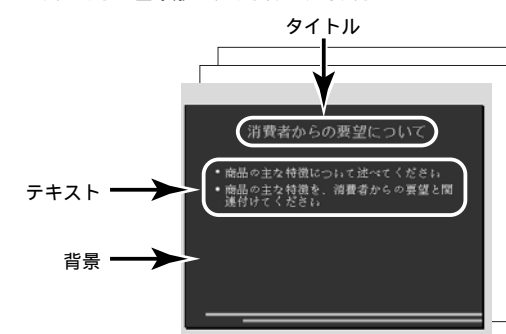 タイトル
消費者からの要望について
・商品の主な特徴について述べてください
・商品の主な特徴を、消費者からの要望と関
連付けてください
テキスト
背景